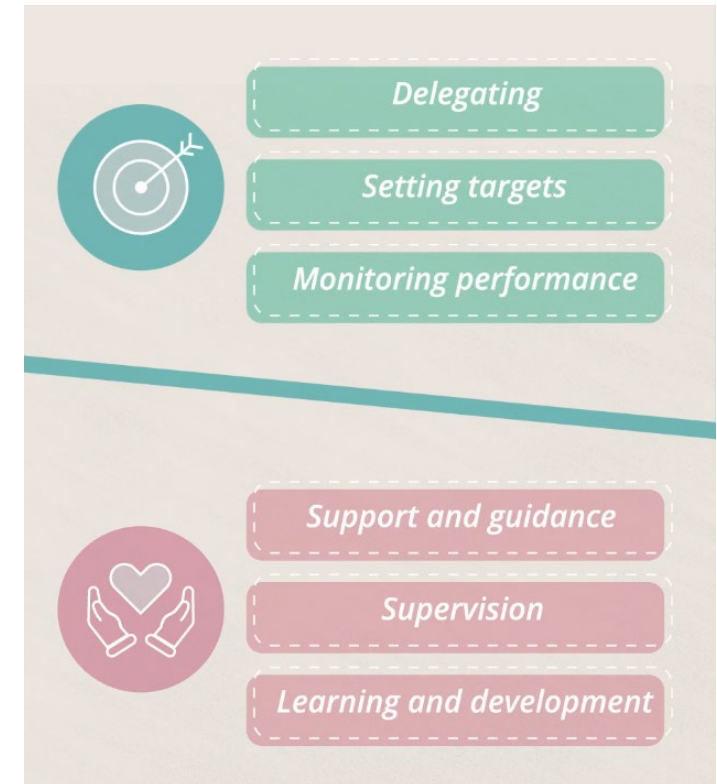 Delegating
Setting targets
Monitoring performance
Support and guidance
Supervision
Learning and development